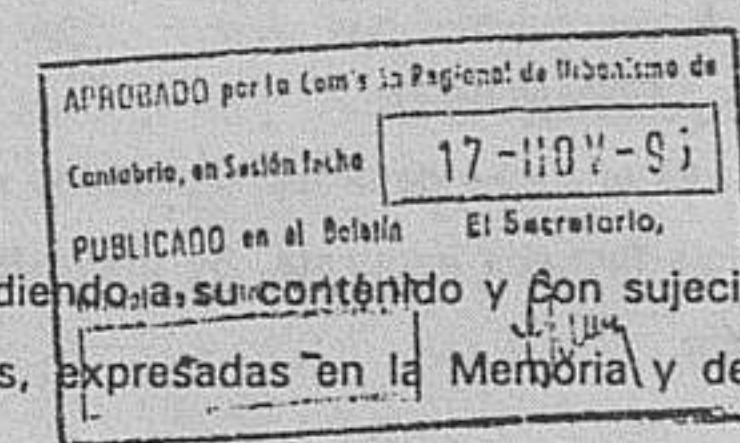 APROBADO por la Com's ón Regional de Urbanismo de
Cantabria, en Sesión fecha 17-NOV-9
PUBLICADO en el Boletín El Secretario,
diendo a su contenido y con sujeci
s, expresadas en la Memoria y de